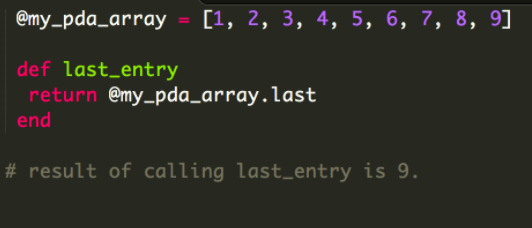 @my_pda_array = [1, 2, 3, 4, 5, 6, 7, 8, 9]
def last_entry
return @my_pda_array.last
end
# result of calling last_entry is 9.